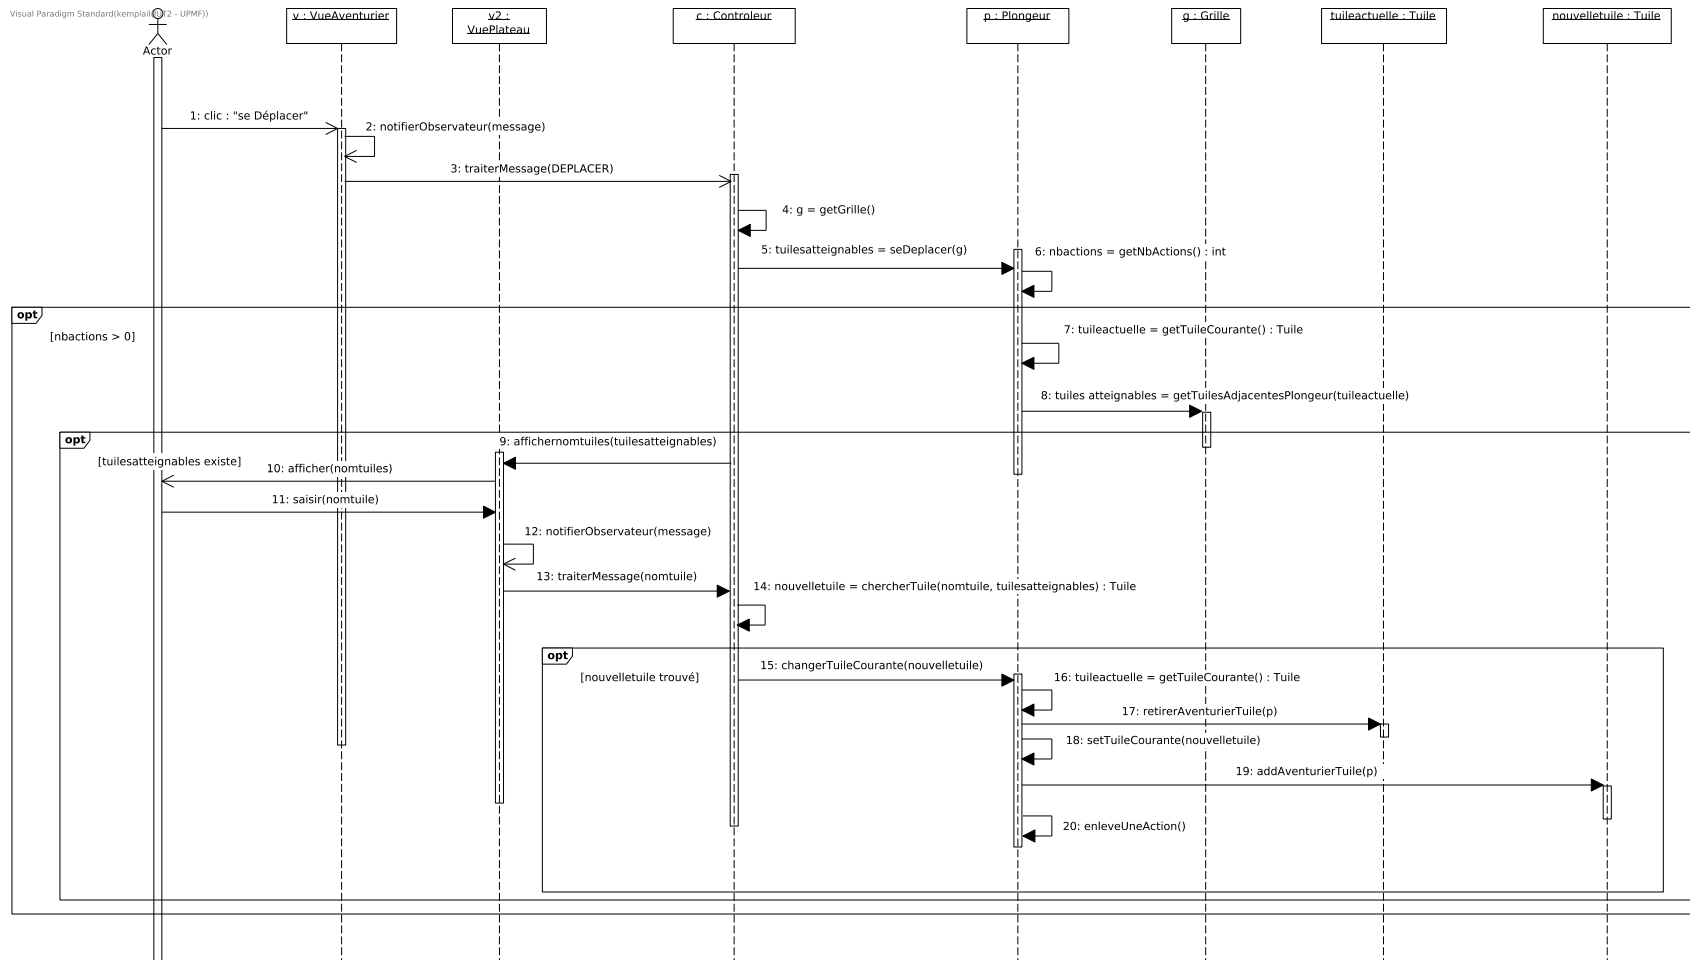 Visual Paradigm Standard(kemplail(IUT2 - UPMF))
Actor
v : VueAventurier
v2 :
VuePlateau
c : Controleur
p : Plongeur
g : Grille
tuileactuelle : Tuile
nouvelletuile : Tuile
1: clic : "se Déplacer"
2: notifierObservateur(message)
3: traiterMessage(DEPLACER)
4: g = getGrille()
5: tuilesatteignables = seDeplacer(g)
6: nbactions = getNbActions() : int
opt
[nbactions > 0]
7: tuileactuelle = getTuileCourante() : Tuile
8: tuiles atteignables = getTuilesAdjacentesPlongeur(tuileactuelle)
opt
[tuilesatteignables existe]
9: affichernomtuiles(tuilesatteignables)
10: afficher(nomtuiles)
11: saisir(nomtuile)
12: notifierObservateur(message)
13: traiterMessage(nomtuile)
14: nouvelletuile = chercherTuile(nomtuile, tuilesatteignables) : Tuile
opt
[nouvelletuile trouvé]
15: changerTuileCourante(nouvelletuile)
16: tuileactuelle = getTuileCourante() : Tuile
17: retirerAventurierTuile(p)
18: setTuileCourante(nouvelletuile)
19: addAventurierTuile(p)
20: enleveUneAction()